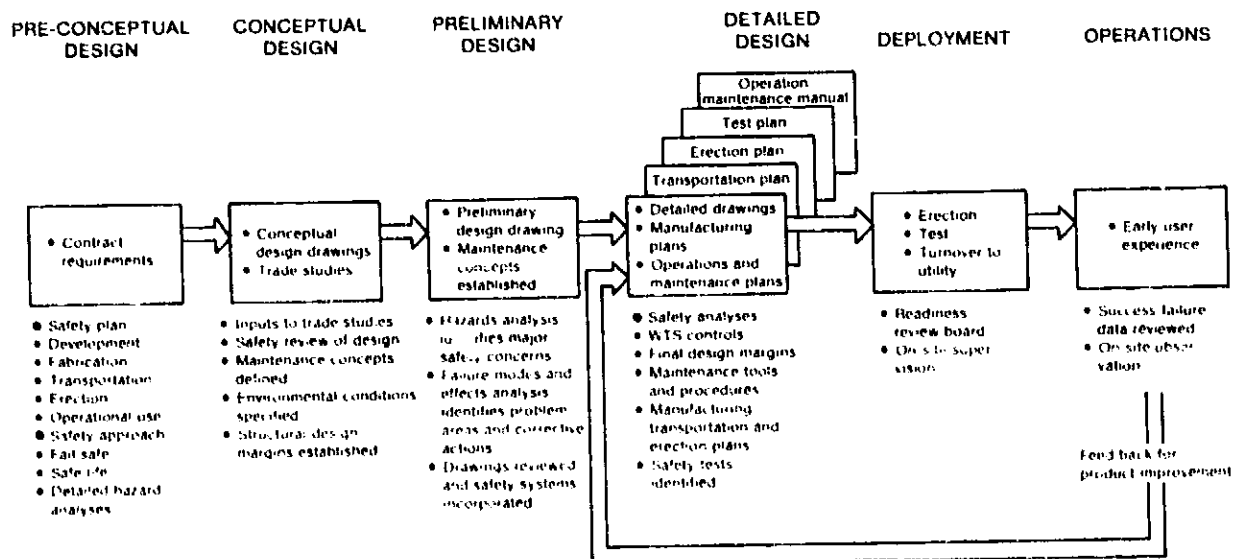 PRE-CONCEPTUAL
DESIGN
CONCEPTUAL
DESIGN
PRELIMINARY
DESIGN
DETAILED
DESIGN
DEPLOYMENT
OPERATIONS
Operation
maintenance manual
Test plan
Erection plan
Transportation plan
• Contract
requirements
• Conceptual
design drawings
• Trade studies
• Preliminary
design drawing
• Maintenance
concepts
established
• Detailed drawings
• Manufacturing
plans
• Operations and
maintenance plans
• Erection
• Test
• Turnover to
utility
• Early user
experience
● Safety plan
• Development
• Fabrication
• Transportation
• Erection
• Operational use
● Safety approach
• Fail safe
• Safe life
• Detailed hazard
analyses
• Inputs to trade studies
• Safety review of design
• Maintenance concepts
defined
• Environmental conditions
specified
• Structural design
margins established
• Hazards analysis
major
safety concerns
• Failure modes and
effects analysis
identifies problem
areas and corrective
actions
• Drawings reviewed
and safety systems
incorporated
● Safety analyses
• WTS controls
• Final design margins
• Maintenance tools
and procedures
• Manufacturing
transportation and
erection plans
• Safety tests
identified
• Readiness
review board
• On site super
vision
• Success failure
data reviewed
• On site obser
vation
Feed back for
product improvement